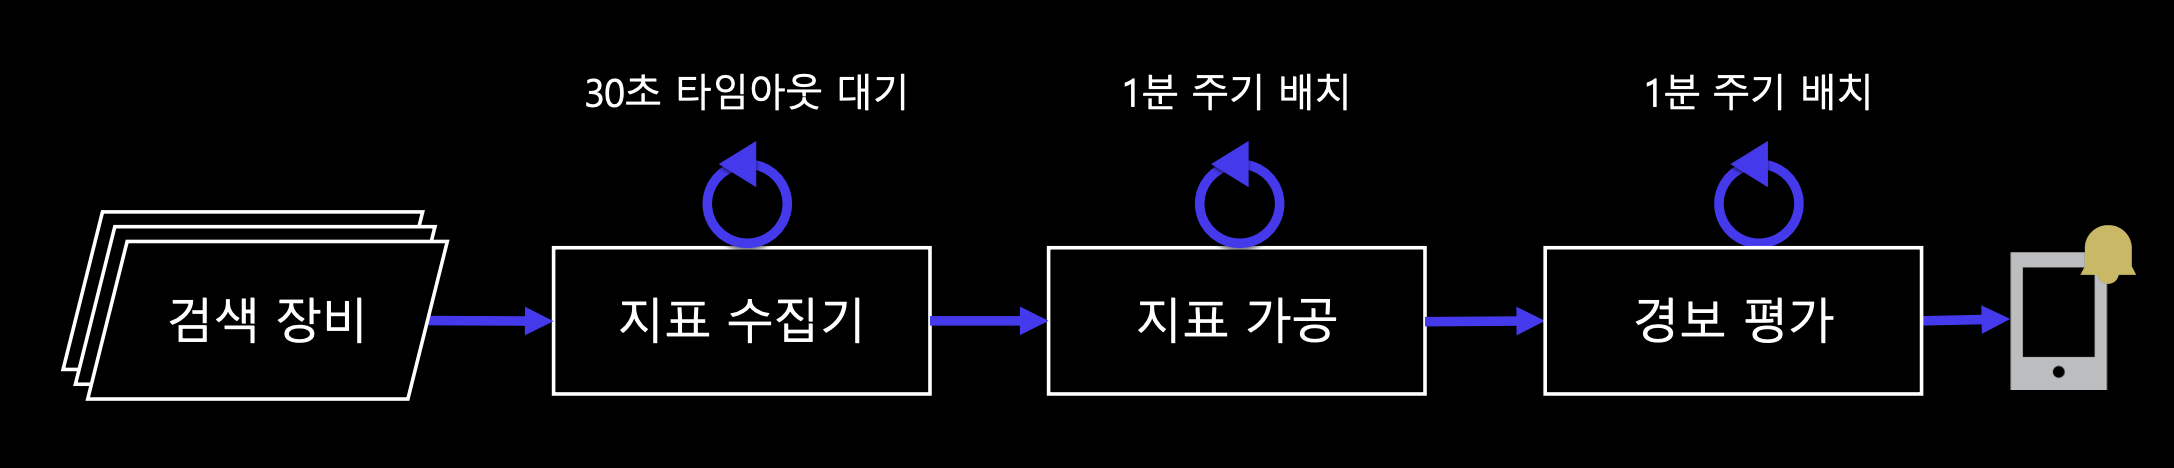 30초 타임아웃 대기
1분 주기 배치
1분 주기 배치
검색 장비
지표 수집기
지표 가공
경보 평가